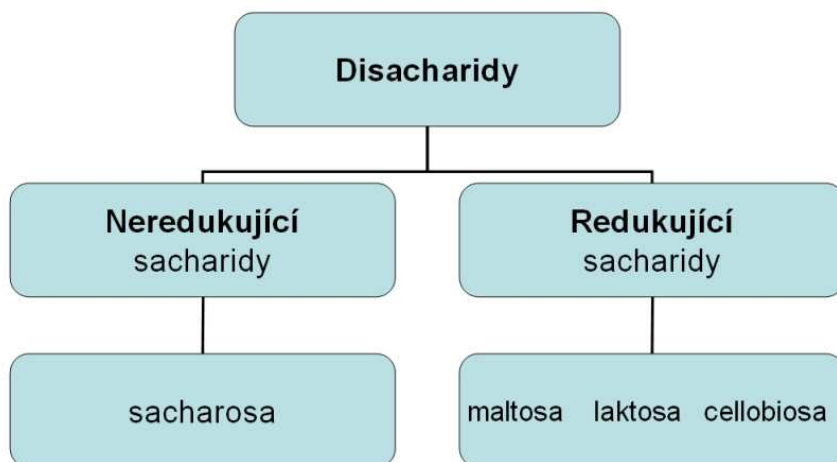 Disacharidy
Neredukující
sacharidy
Redukující
sacharidy
sacharosa
maltosa laktosa cellobiosa